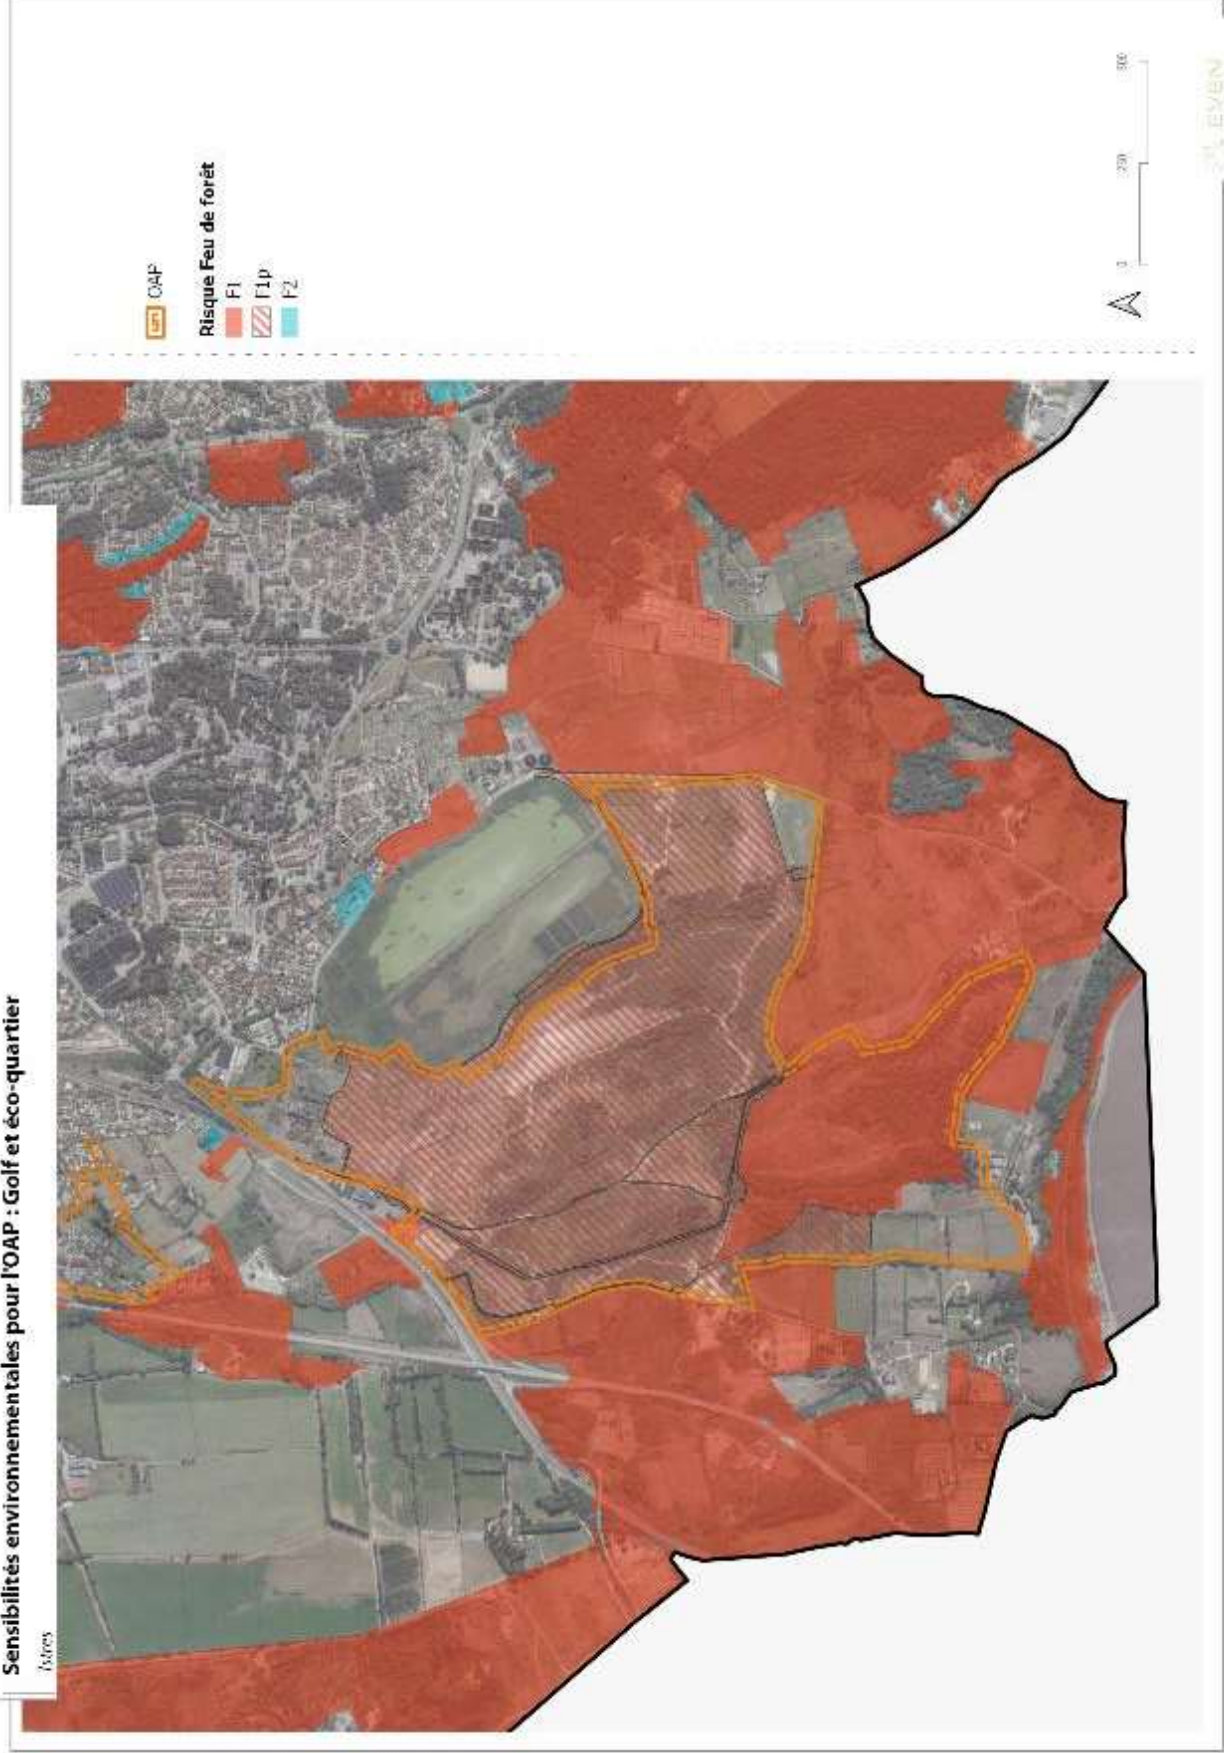 Sensibilités environnementales pour l'OAP : Golf et éco-quartier
Istres
OAP
Risque Feu de forêt
F1
F1p
F2
0 250 500
EVEN